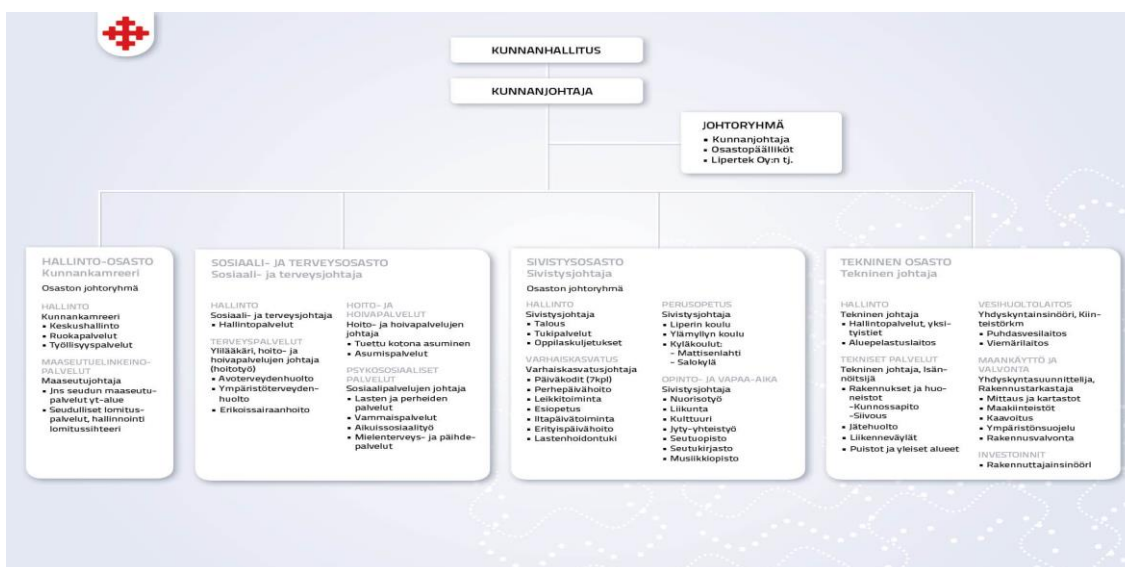 KUNNANHALLITUS
KUNNANJOHTAJA
JOHTORYHMÄ
• Kunnanjohtaja
• Osastopäälliköt
• Lipertek Oy:n tj.
HALLINTO-OSASTO
Kunnankamreeri
Osaston johtoryhmä
HALLINTO
Kunnankamreeri
• Keskushallinto
• Ruokapalvelut
• Työllisyyspalvelut
MAASEUTUELINKEINO-
PALVELUT
Maaseutujohtaja
• Jns seudun maaseutu-
palvelut yt-alue
• Seudulliset lomitus-
palvelut, hallinnointi
lomitussihteeri
SOSIAALI- JA TERVEYSOSASTO
Sosiaali- ja terveysjohtaja
HALLINTO
Sosiaali- ja terveysjohtaja
• Hallintopalvelut
TERVEYSPALVELUT
Ylilääkäri, hoito- ja
hoivapalvelujen johtaja
(hoitotyö)
• Avoterveydenhuolto
• Ympäristöterveyden-
huolto
• Erikoissairaanhoito
HOITO- JA
HOIVAPALVELUT
Hoito- ja hoivapalvelujen
johtaja
• Tuettu kotona asuminen
• Asumispalvelut
PSYKOSOSIAALISET
PALVELUT
Sosiaalipalvelujen johtaja
• Lasten ja perheiden
palvelut
• Vammaispalvelut
• Aikuissosiaalityö
• Mielenterveys- ja päihde-
palvelut
SIVISTYSOSASTO
Sivistysjohtaja
Osaston johtoryhmä
HALLINTO
Sivistysjohtaja
• Talous
• Tukipalvelut
• Oppilaskuljetukset
VARHAISKASVATUS
Varhaiskasvatusjohtaja
• Päiväkodit (7kpl)
• Perhepäivähoito
• Leikkitoiminta
• Esiopetus
• Iltapäivätoiminta
• Erityispäivähoito
• Lastenhoidontuki
PERUSOPETUS
Sivistysjohtaja
• Liperin koulu
• Ylämyllyn koulu
• Kyläkoulut:
– Mattisenlahti
– Salokylä
OPINTO- JA VAPAA-AIKA
Sivistysjohtaja
• Nuorisotyö
• Liikunta
• Kulttuuri
• Jyty-yhteistyö
• Seutuopisto
• Seutukirjasto
• Musiikkiopisto
TEKNINEN OSASTO
Tekninen johtaja
HALLINTO
Tekninen johtaja
• Hallintopalvelut, yksi-
tyistiet
• Aluepelastuslaitos
TEKNISET PALVELUT
Tekninen johtaja, Isän-
nöitsijä
• Rakennukset ja huo-
neistot
-Kunnossapito
-Siivous
• Jätehuolto
• Liikenneväylät
• Puistot ja yleiset alueet
VESIHUOLTOLAITOS
Yhdyskuntainsinööri, Kiin-
teistörkm
• Puhdasvesilaitos
• Viemärilaitos
MAANKÄYTTÖ JA
VALVONTA
Yhdyskuntasuunnittelija,
Rakennustarkastaja
• Mittaus ja kartastot
• Maakiinteistöt
• Kaavoitus
• Ympäristönsuojelu
• Rakennusvalvonta
INVESTOINNIT
• Rakennuttajainsinööri